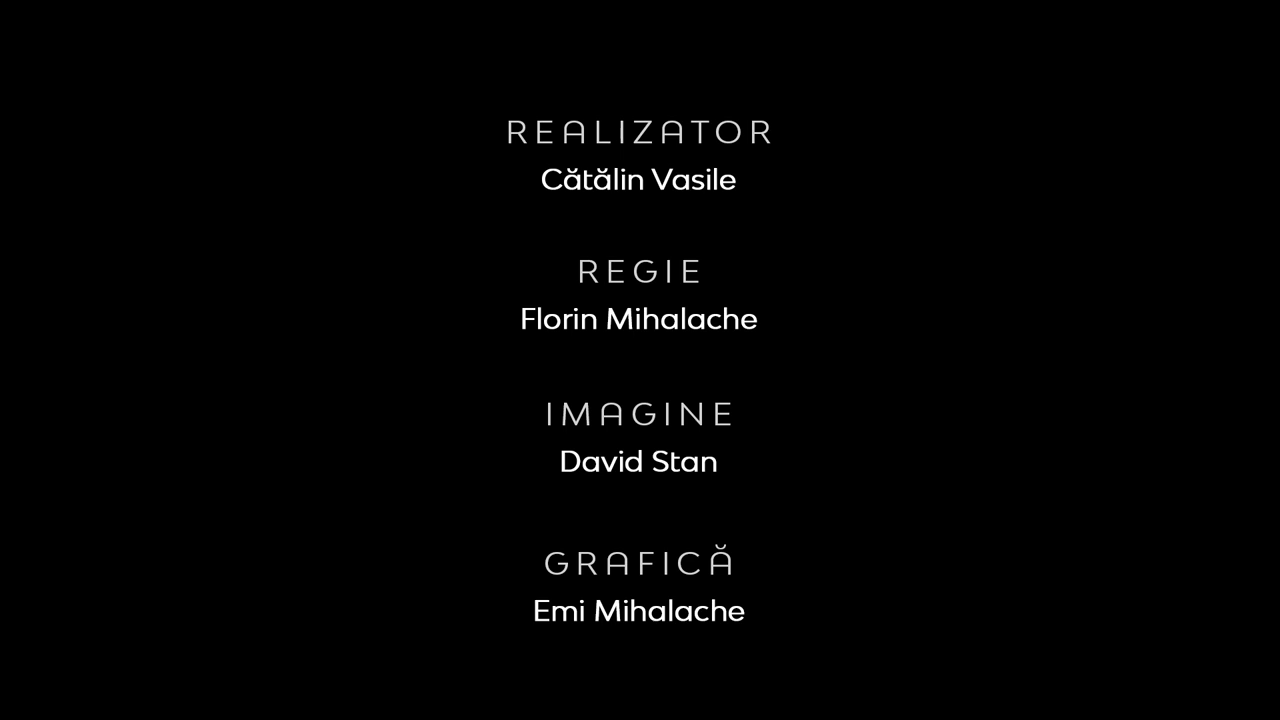 REALIZATOR
Cătălin Vasile
REGIE
Florin Mihalache
IMAGINE
David Stan
GRAFICĂ
Emi Mihalache